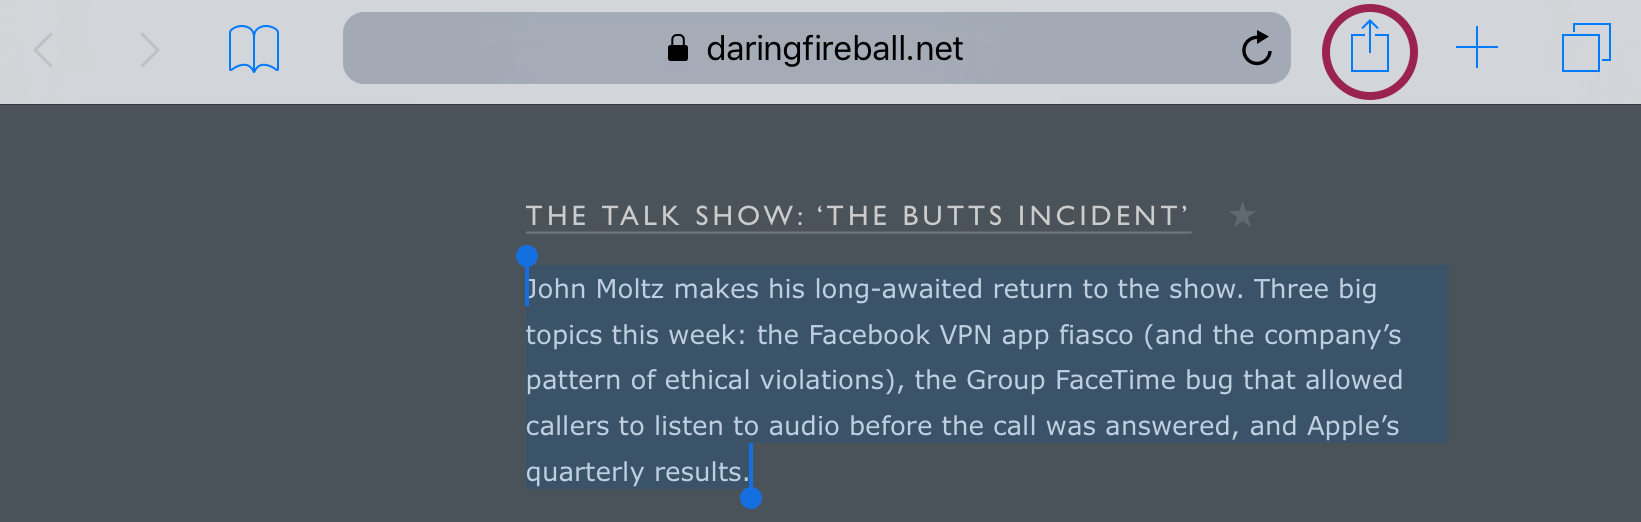 daringfireball.net
THE TALK SHOW: ‘THE BUTTS INCIDENT’ ★
John Moltz makes his long-awaited return to the show. Three big
topics this week: the Facebook VPN app fiasco (and the company’s
pattern of ethical violations), the Group FaceTime bug that allowed
callers to listen to audio before the call was answered, and Apple’s
quarterly results.